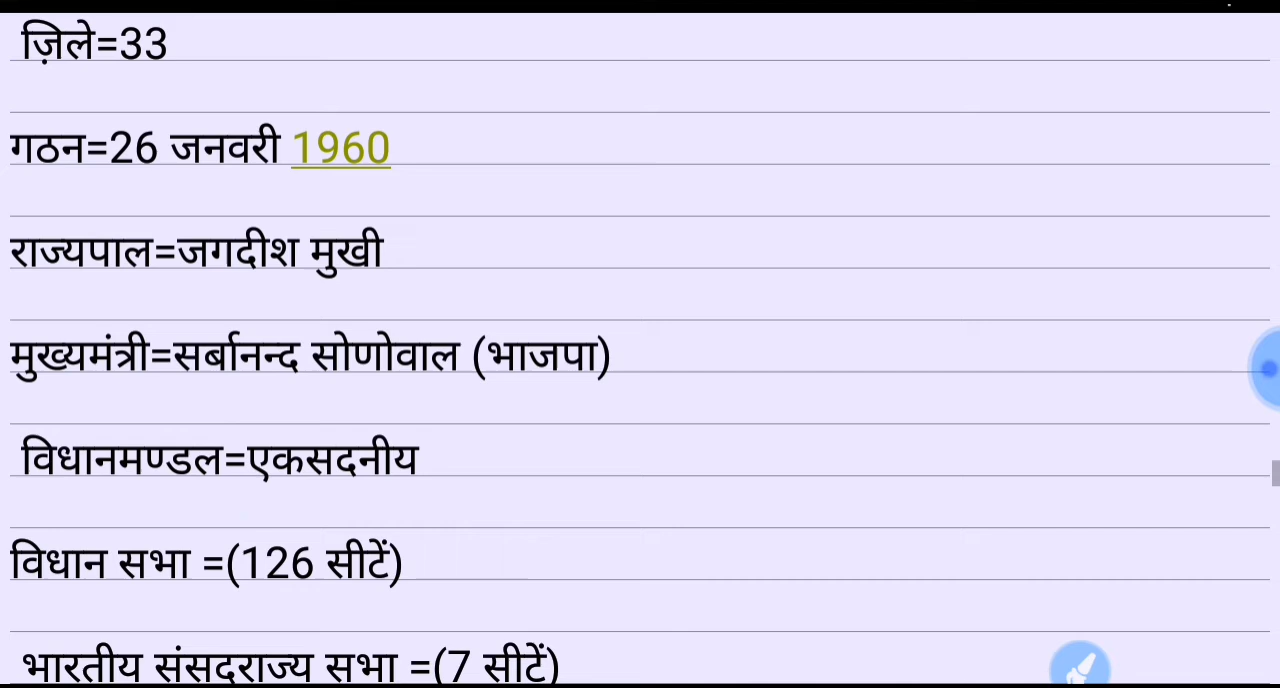 ज़िले=33
गठन=26 जनवरी 1960
राज्यपाल=जगदीश मुखी
मुख्यमंत्री=सर्बानन्द सोणोवाल (भाजपा)
विधानमण्डल=एकसदनीय
विधान सभा =(126 सीटें)
भारतीय संसदराज्य सभा =(7 सीटें)